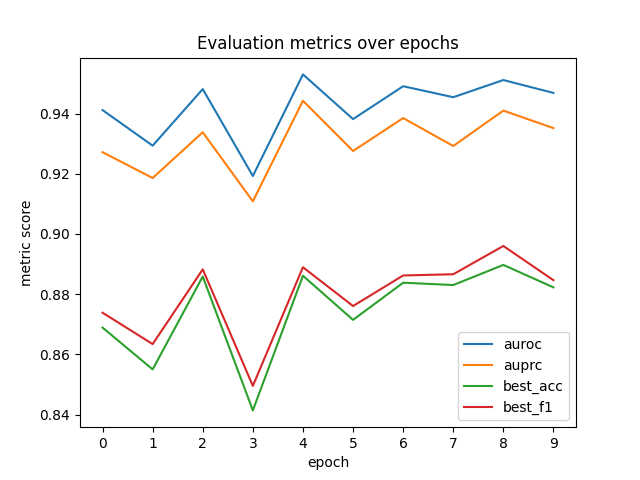 Evaluation metrics over epochs
metric score
0.94
0.92
0.90
0.88
0.86
0.84
0 1 2 3 4 5 6 7 8 9
epoch
auroc
auprc
best_acc
best_f1